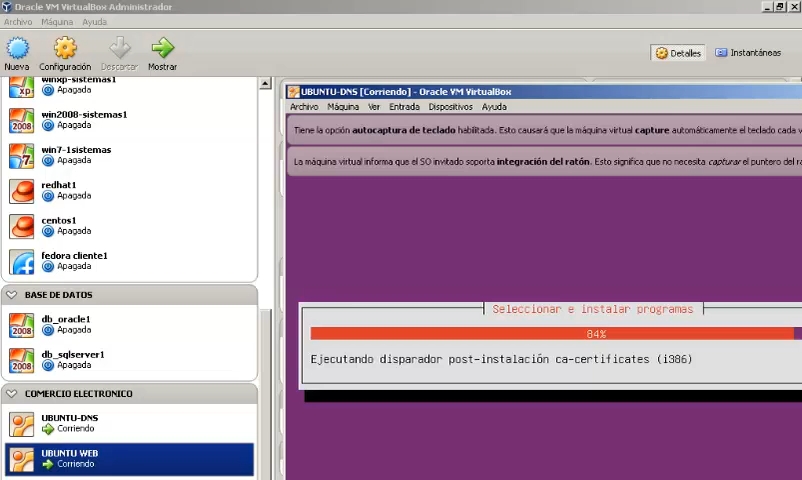 Oracle VM VirtualBox Administrador
Archivo Máquina Ayuda
Nueva Configuración Descartar Mostrar
Detalles Instantáneas
winxp-sistemas1
Apagada
win2008-sistemas1
Apagada
win7-1sistemas
Apagada
redhat1
Apagada
centos1
Apagada
fedora cliente1
Apagada
BASE DE DATOS
db_oracle1
Apagada
db_sqlserver1
Apagada
COMERCIO ELECTRONICO
UBUNTU-DNS
Corriendo
UBUNTU WEB
Corriendo
UBUNTU-DNS [Corriendo] - Oracle VM VirtualBox
Archivo Máquina Ver Entrada Dispositivos Ayuda
Tiene la opción autocaptura de teclado habilitada. Esto causará que la máquina virtual capture automáticamente el teclado cada v
La máquina virtual informa que el SO invitado soporta integración del ratón. Esto significa que no necesita capturar el puntero del ra
Seleccionar e instalar programas
84%
Ejecutando disparador post-instalación ca-certificates (i386)